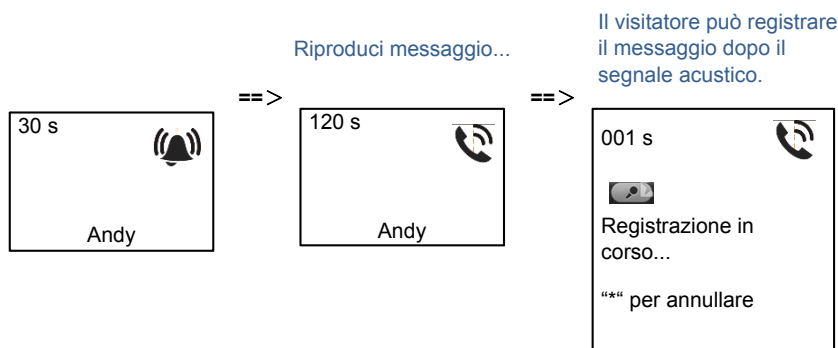 Il visitatore può registrare
il messaggio dopo il
segnale acustico.
Riproduci messaggio...
==>
==>
30 s
Andy
120 s
Andy
001 s
Registrazione in
corso...
“*“ per annullare